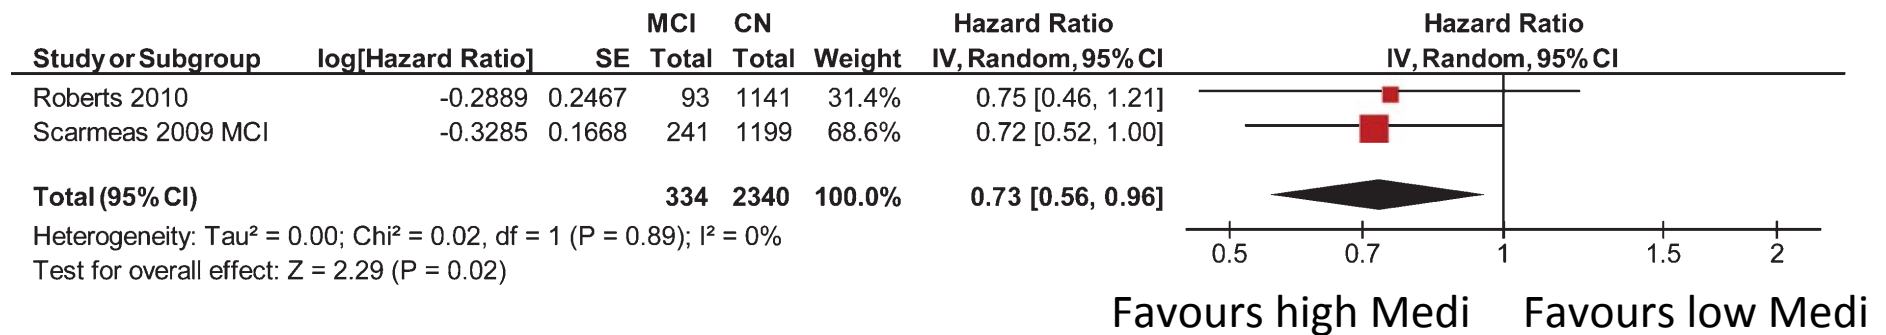 MCI CN Hazard Ratio Hazard Ratio
Study or Subgroup log[Hazard Ratio] SE Total Total Weight IV, Random, 95% CI IV, Random, 95% CI
Roberts 2010 -0.2889 0.2467 93 1141 31.4% 0.75 [0.46, 1.21]
Scarmeas 2009 MCI -0.3285 0.1668 241 1199 68.6% 0.72 [0.52, 1.00]
Total (95% CI) 334 2340 100.0% 0.73 [0.56, 0.96]
Heterogeneity: Tau² = 0.00; Chi² = 0.02, df = 1 (P = 0.89); I² = 0%
Test for overall effect: Z = 2.29 (P = 0.02)
0.5 0.7 1 1.5 2
Favours high Medi Favours low Medi